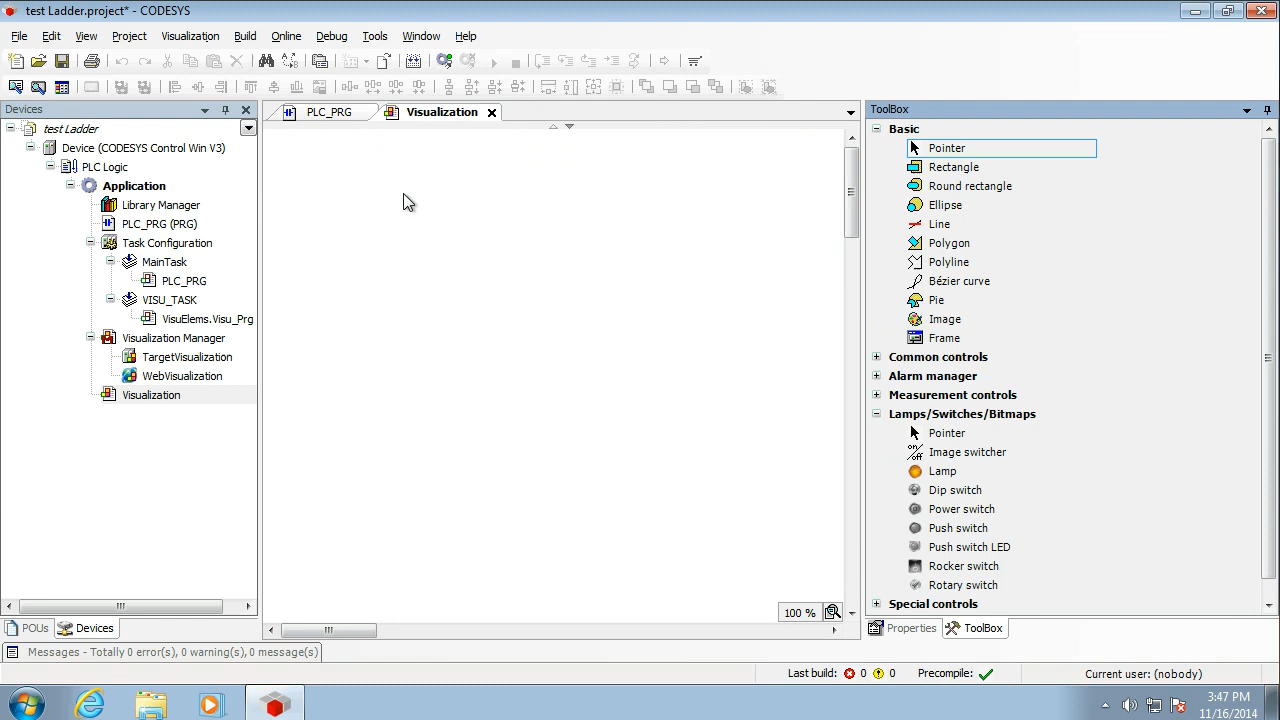 test Ladder.project* - CODESYS
File Edit View Project Visualization Build Online Debug Tools Window Help
Devices
test Ladder
Device (CODESYS Control Win V3)
PLC Logic
Application
Library Manager
PLC_PRG (PRG)
Task Configuration
MainTask
PLC_PRG
VISU_TASK
VisuElems.Visu_Prg
Visualization Manager
TargetVisualization
WebVisualization
Visualization
POUs Devices
PLC_PRG Visualization
100 %
ToolBox
Basic
Pointer
Rectangle
Round rectangle
Ellipse
Line
Polygon
Polyline
Bézier curve
Pie
Image
Frame
Common controls
Alarm manager
Measurement controls
Lamps/Switches/Bitmaps
Pointer
on/off Image switcher
Lamp
Dip switch
Power switch
Push switch
Push switch LED
Rocker switch
Rotary switch
Special controls
Properties ToolBox
Messages - Totally 0 error(s), 0 warning(s), 0 message(s)
Last build: 0 0 Precompile: Current user: (nobody)
3:47 PM
11/16/2014